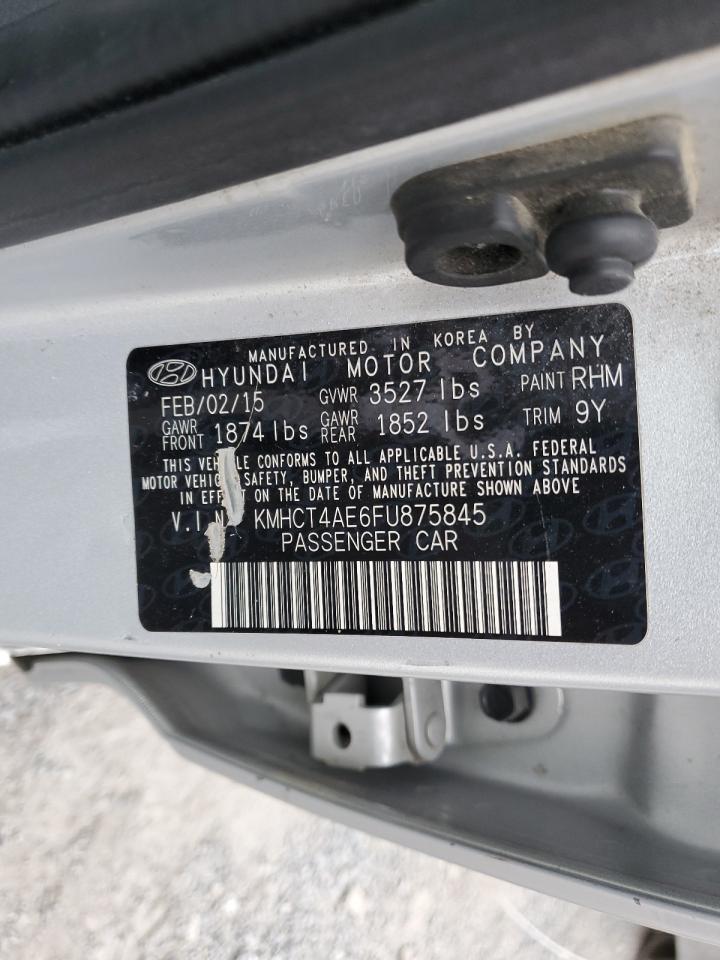 MANUFACTURED IN KOREA BY
HYUNDAI MOTOR COMPANY
FEB/02/15 GVWR 3527 lbs PAINT RHM
GAWR FRONT 1874 lbs GAWR REAR 1852 lbs TRIM 9Y
THIS VEHICLE CONFORMS TO ALL APPLICABLE U.S.A. FEDERAL
MOTOR VEHICLE SAFETY, BUMPER, AND THEFT PREVENTION STANDARDS
IN EFFECT ON THE DATE OF MANUFACTURE SHOWN ABOVE
V.I.N KMHCT4AE6FU875845
PASSENGER CAR